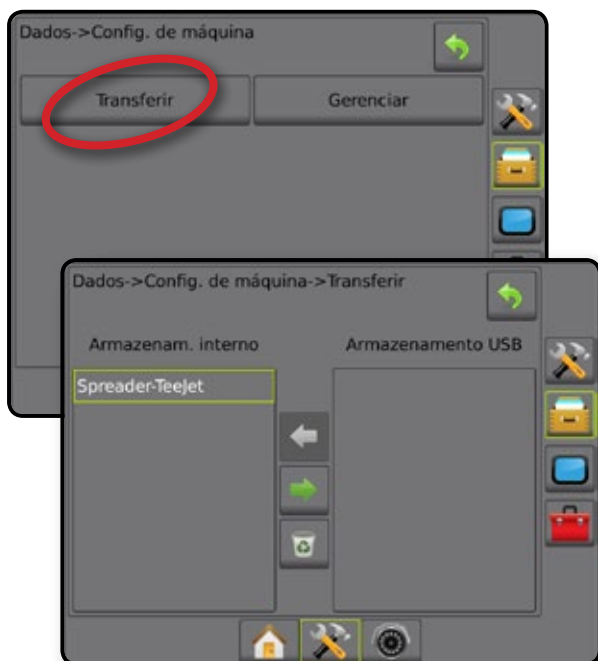 Dados->Config. de máquina
Transferir
Gerenciar
Dados->Config. de máquina->Transferir
Armazenam. interno
Armazenamento USB
Spreader-TeeJet